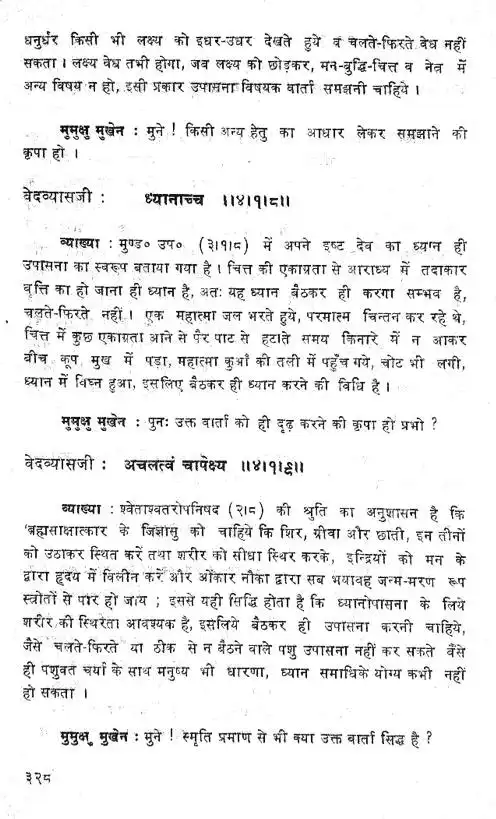 धनुर्धर किसी भी लक्ष्य को इधर-उधर देखते हुये व चलते-फिरते वेध नहीं
सकता । लक्ष्य वेध तभी होगा, जब लक्ष्य को छोड़कर, मन-बुद्धि-चित्त व नेत्र में
अन्य विषय न हो, इसी प्रकार उपासना विषयक वार्ता समझनी चाहिये ।
मुमुक्षु मुखेन : मुने ! किसी अन्य हेतु का आधार लेकर समझाने की
कृपा हो ।
वेदव्यासजी : ध्यानाच्च ।।४।१।८।।
व्याख्या : मुण्ड० उप० (३।१।८) में अपने इष्ट देव का ध्यान ही
उपासना का स्वरूप बताया गया है । चित्त की एकाग्रता से आराध्य में तदाकार
वृत्ति का हो जाना ही ध्यान है, अतः यह ध्यान बैठकर ही करना सम्भव है,
चलते-फिरते नहीं । एक महात्मा जल भरते हुये, परमात्म चिन्तन कर रहे थे,
चित्त में कुछ एकाग्रता आने से पैर पाट से हटाते समय किनारे में न आकर
बीच कूप, मुख में पड़ा, महात्मा कुआँ की तली में पहुँच गये, चोट भी लगी,
ध्यान में विघ्न हुआ, इसलिए बैठकर ही ध्यान करने की विधि है ।
मुमुक्षु मुखेन : पुनः उक्त वार्ता को ही दृढ़ करने की कृपा हो प्रभो ?
वेदव्यासजी : अचलत्वं चापेक्ष्य ।।४।१।९।।
व्याख्या : श्वेताश्वतरोपनिषद (२।८) की श्रुति का अनुशासन है कि
'ब्रह्मसाक्षात्कार के जिज्ञासु को चाहिये कि शिर, ग्रीवा और छाती, इन तीनों
को उठाकर स्थित करें तथा शरीर को सीधा स्थिर करके, इन्द्रियों को मन के
द्वारा हृदय में विलीन करें और ओंकार नौका द्वारा सब भयावह जन्म-मरण रूप
स्त्रोतों से पार हो जाय ; इससे यही सिद्धि होता है कि ध्यानोपासना के लिये
शरीर की स्थिरता आवश्यक है, इसलिये बैठकर ही उपासना करनी चाहिये,
जैसे चलते-फिरते या ठीक से न बैठने वाले पशु उपासना नहीं कर सकते वैसे
ही पशुवत चर्या के साथ मनुष्य भी धारणा, ध्यान समाधिके योग्य कभी नहीं
हो सकता ।
मुमुक्षु मुखेन : मुने ! स्मृति प्रमाण से भी क्या उक्त वार्ता सिद्ध है ?
३२८